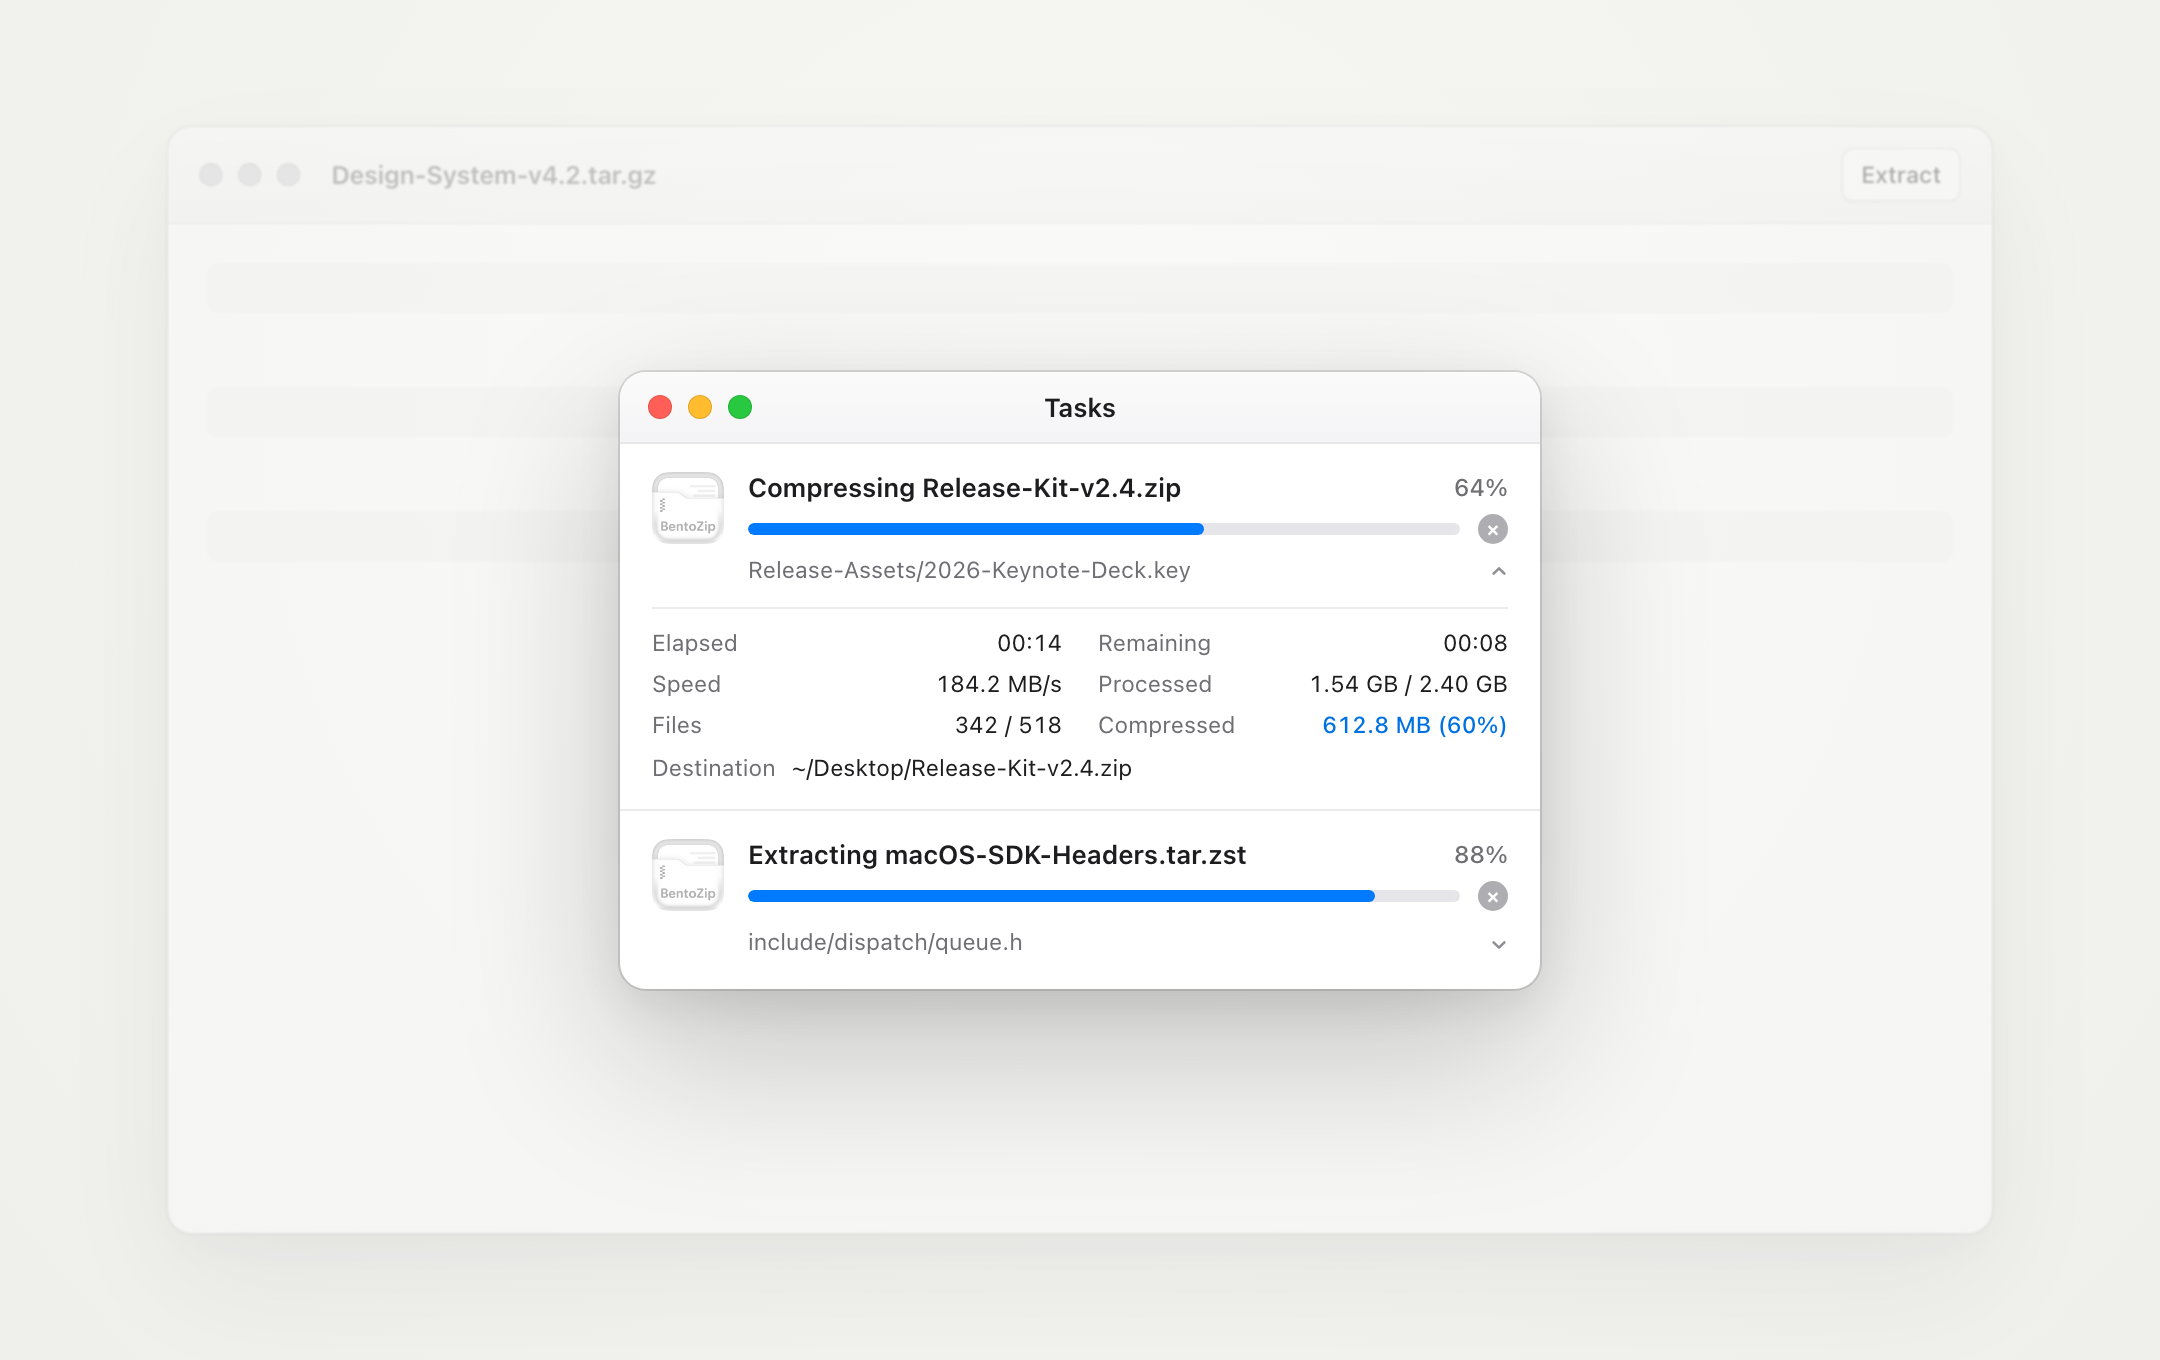 Design-System-v4.2.tar.gz
Extract
Tasks
BentoZip
Compressing Release-Kit-v2.4.zip
64%
Release-Assets/2026-Keynote-Deck.key
Elapsed 00:14 Remaining 00:08
Speed 184.2 MB/s Processed 1.54 GB / 2.40 GB
Files 342 / 518 Compressed 612.8 MB (60%)
Destination ~/Desktop/Release-Kit-v2.4.zip
BentoZip
Extracting macOS-SDK-Headers.tar.zst
88%
include/dispatch/queue.h